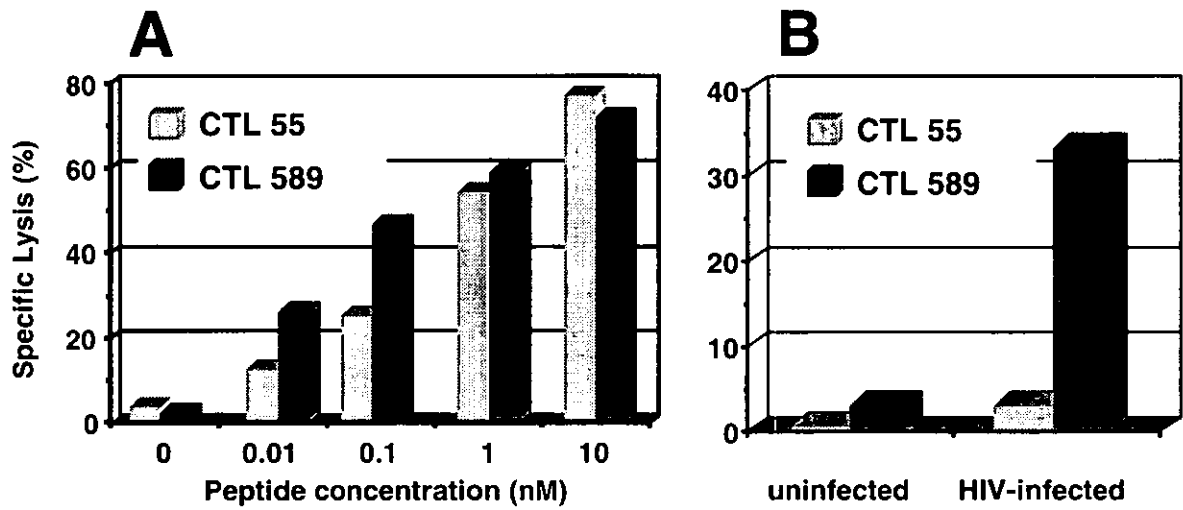 A
B
Specific Lysis (%)
80
60
40
20
0
CTL 55
CTL 589
0 0.01 0.1 1 10
Peptide concentration (nM)
40
30
20
10
0
CTL 55
CTL 589
uninfected HIV-infected